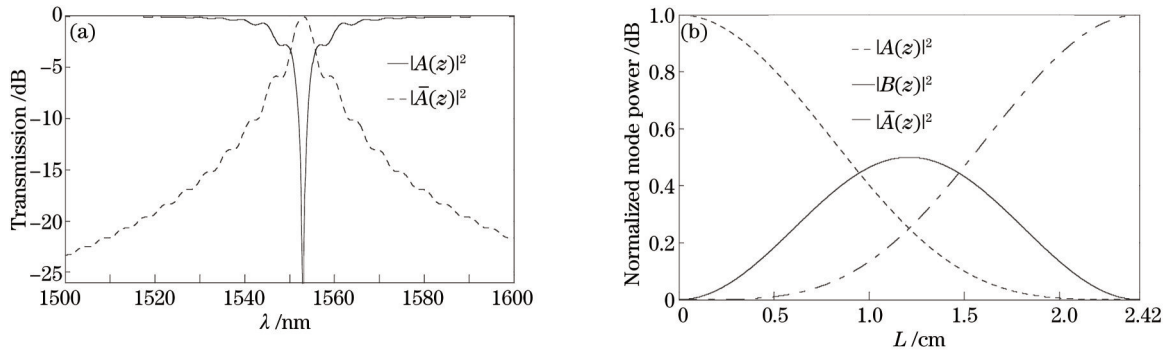 (a)
Transmission /dB
0
−5
−10
−15
−20
−25
1500
1520
1540
1560
1580
1600
λ /nm
|A(z)|²
|Ā(z)|²
(b)
Normalized mode power /dB
1.0
0.8
0.6
0.4
0.2
0
0
0.5
1.0
1.5
2.0
2.42
L /cm
|A(z)|²
|B(z)|²
|Ā(z)|²